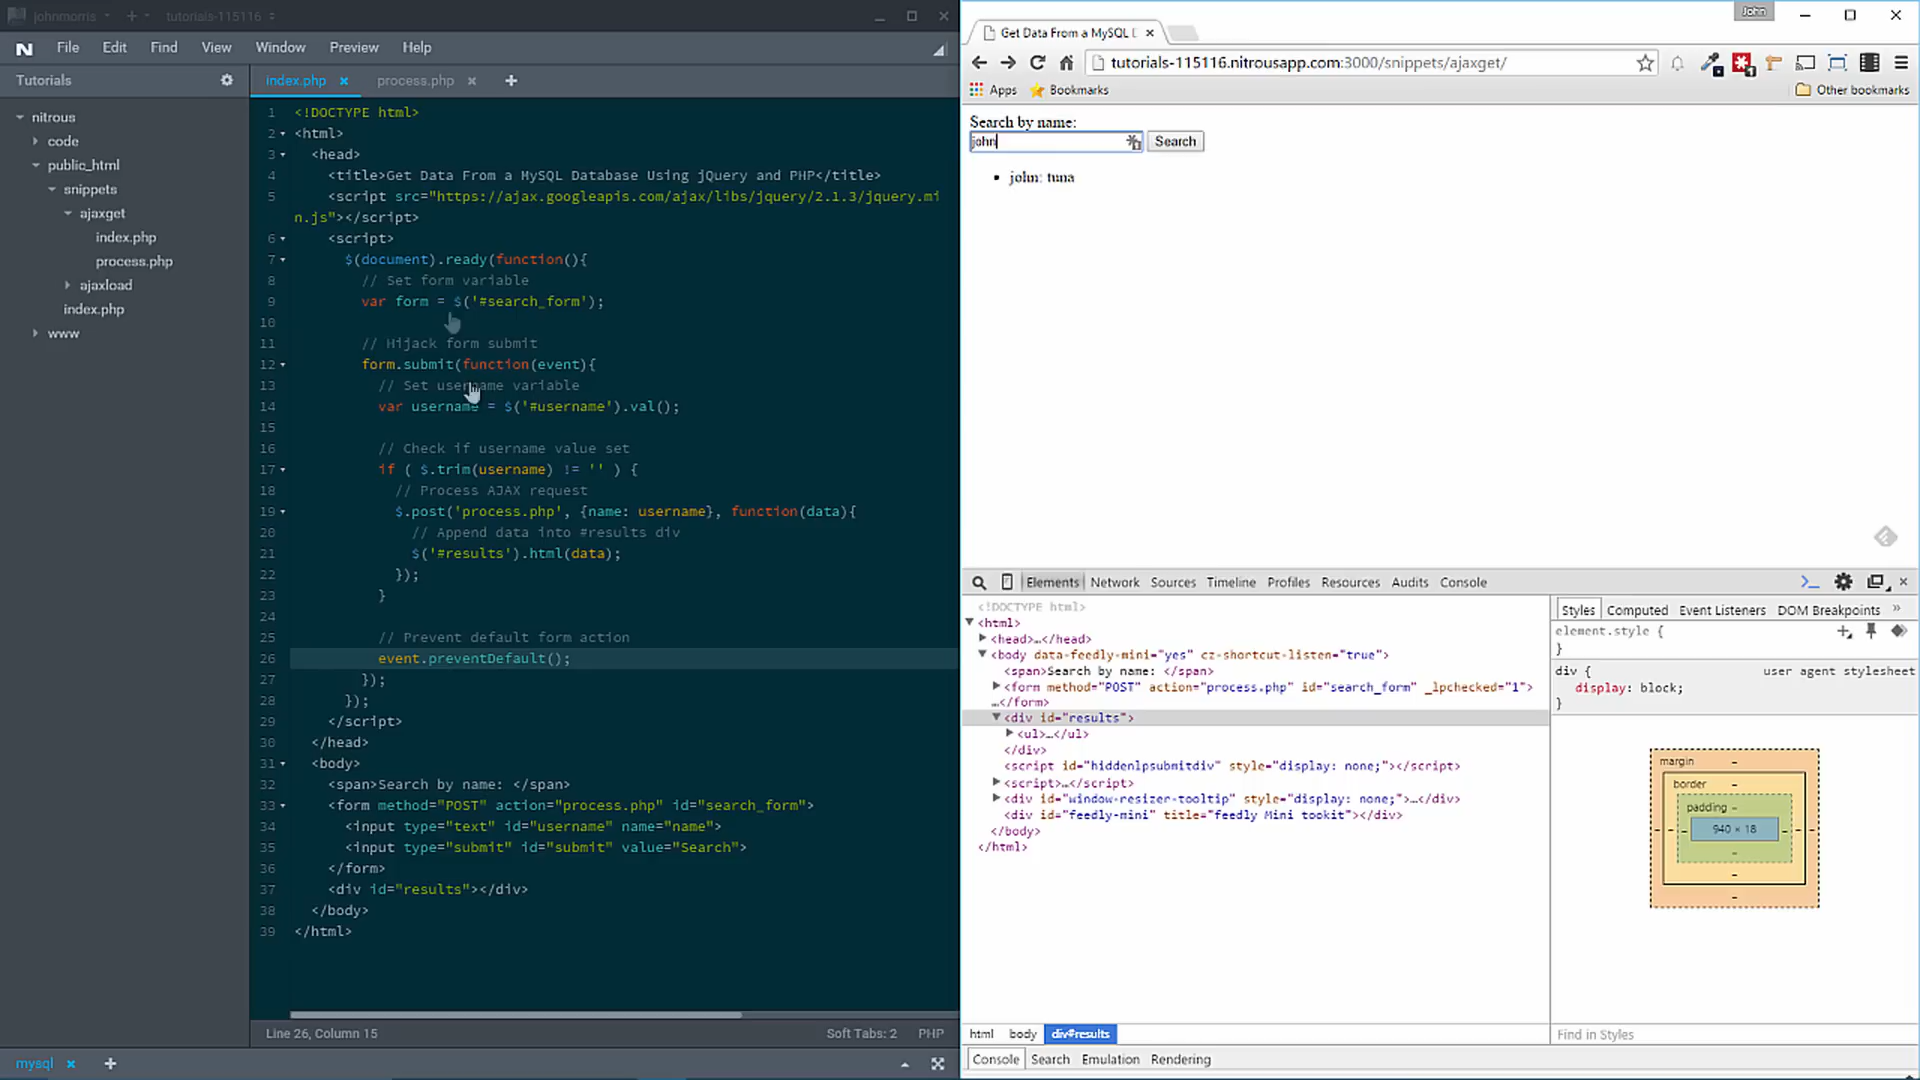 johnmorris
tutorials-115116
File Edit Find View Window Preview Help
Tutorials
nitrous
code
public_html
snippets
ajaxget
index.php
process.php
ajaxload
index.php
www
index.php process.php
1 <!DOCTYPE html>
2 <html>
3 <head>
4 <title>Get Data From a MySQL Database Using jQuery and PHP</title>
5 <script src="https://ajax.googleapis.com/ajax/libs/jquery/2.1.3/jquery.mi
n.js"></script>
6 <script>
7 $(document).ready(function(){
8 // Set form variable
9 var form = $('#search_form');
10
11 // Hijack form submit
12 form.submit(function(event){
13 // Set username variable
14 var username = $('#username').val();
15
16 // Check if username value set
17 if ( $.trim(username) != '' ) {
18 // Process AJAX request
19 $.post('process.php', {name: username}, function(data){
20 // Append data into #results div
21 $('#results').html(data);
22 });
23 }
24
25 // Prevent default form action
26 event.preventDefault();
27 });
28 });
29 </script>
30 </head>
31 <body>
32 <span>Search by name: </span>
33 <form method="POST" action="process.php" id="search_form">
34 <input type="text" id="username" name="name">
35 <input type="submit" id="submit" value="Search">
36 </form>
37 <div id="results"></div>
38 </body>
39 </html>
Line 26, Column 15 Soft Tabs: 2 PHP
mysql
John
Get Data From a MySQL D
tutorials-115116.nitrousapp.com:3000/snippets/ajaxget/
Apps Bookmarks Other bookmarks
Search by name:
john Search
john: tuna
Elements Network Sources Timeline Profiles Resources Audits Console
<!DOCTYPE html>
<html>
<head>…</head>
<body data-feedly-mini="yes" cz-shortcut-listen="true">
<span>Search by name: </span>
<form method="POST" action="process.php" id="search_form" _lpchecked="1">
…</form>
<div id="results">
<ul>…</ul>
</div>
<script id="hiddenlpsubmitdiv" style="display: none;"></script>
<script>…</script>
<div id="window-resizer-tooltip" style="display: none;">…</div>
<div id="feedly-mini" title="feedly Mini tookit"></div>
</body>
</html>
Styles Computed Event Listeners DOM Breakpoints »
element.style {
}
div { user agent stylesheet
display: block;
}
margin –
border –
padding –
940 × 18
html body div#results
Find in Styles
Console Search Emulation Rendering